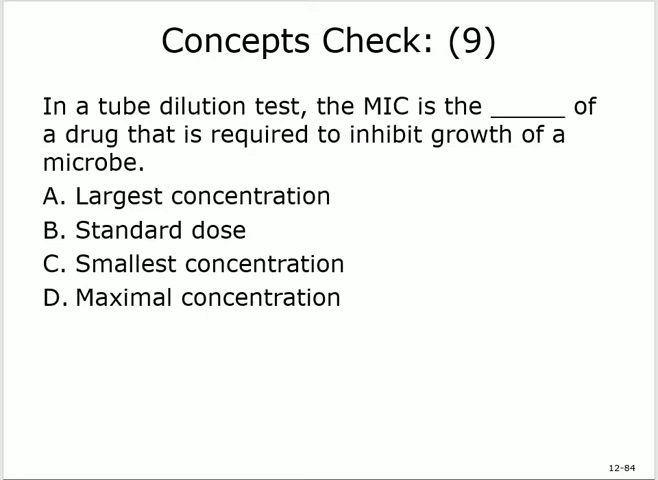 Concepts Check: (9)
In a tube dilution test, the MIC is the ______ of
a drug that is required to inhibit growth of a
microbe.
A. Largest concentration
B. Standard dose
C. Smallest concentration
D. Maximal concentration
12-84